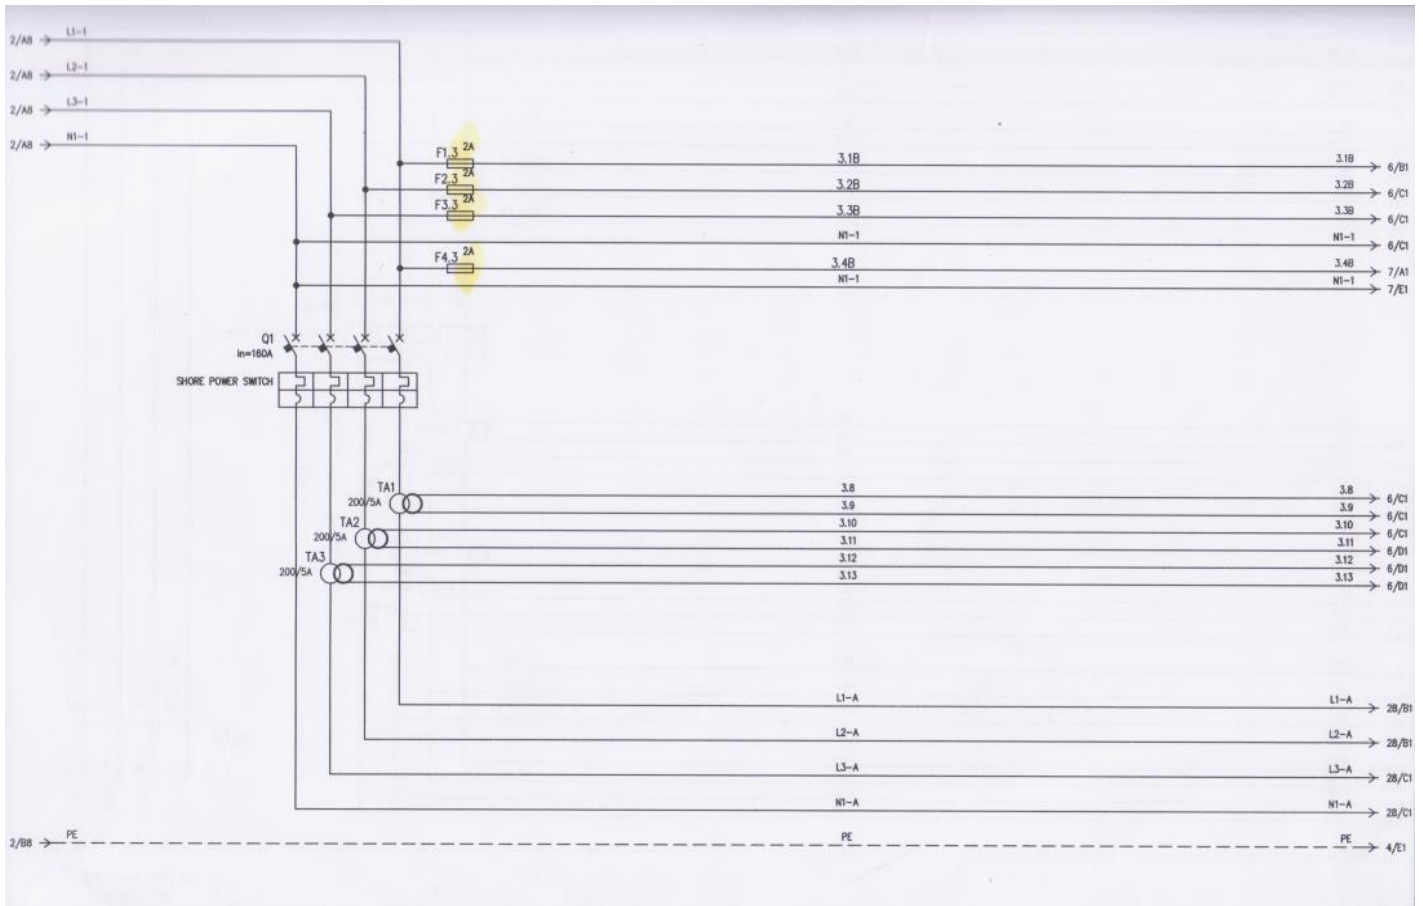 2/A8 L1-1
2/A8 L2-1
2/A8 L3-1
2/A8 N1-1
F1.3 2A 3.1B 3.1B 6/B1
F2.3 2A 3.2B 3.2B 6/C1
F3.3 2A 3.3B 3.3B 6/C1
N1-1 N1-1 6/C1
F4.3 2A 3.4B 3.4B 7/A1
N1-1 N1-1 7/E1
Q1
In=160A
SHORE POWER SWITCH
TA1 3.8 3.8 6/C1
200/5A 3.9 3.9 6/C1
TA2 3.10 3.10 6/C1
200/5A 3.11 3.11 6/D1
TA3 3.12 3.12 6/D1
200/5A 3.13 3.13 6/D1
L1-A L1-A 28/B1
L2-A L2-A 28/B1
L3-A L3-A 28/C1
N1-A N1-A 28/C1
2/B8 PE PE PE 4/E1